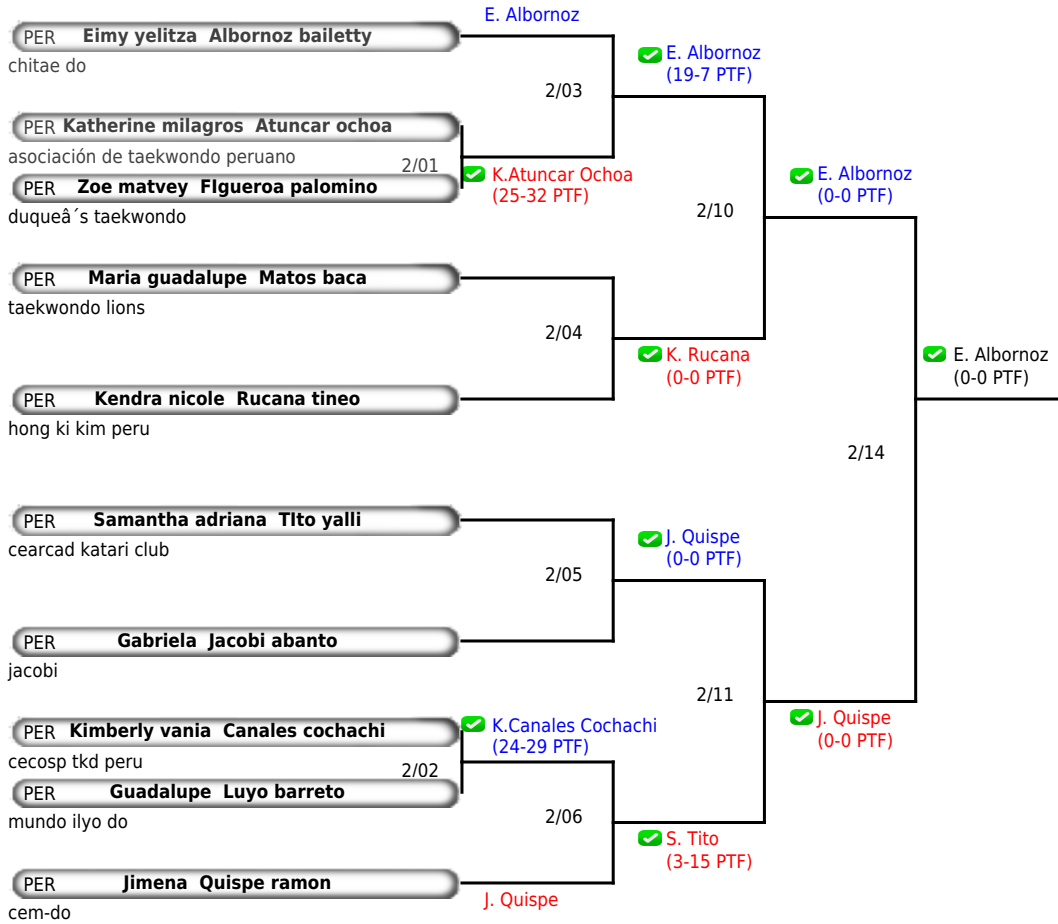 E. Albornoz
PER Eimy yelitza Albornoz bailetty
chitae do
E. Albornoz
(19-7 PTF)
2/03
PER Katherine milagros Atuncar ochoa
asociación de taekwondo peruano
2/01
K.Atuncar Ochoa
(25-32 PTF)
PER Zoe matvey FIgueroa palomino
duqueâ´s taekwondo
E. Albornoz
(0-0 PTF)
2/10
PER Maria guadalupe Matos baca
taekwondo lions
2/04
K. Rucana
(0-0 PTF)
E. Albornoz
(0-0 PTF)
PER Kendra nicole Rucana tineo
hong ki kim peru
2/14
PER Samantha adriana TIto yalli
cearcad katari club
J. Quispe
(0-0 PTF)
2/05
PER Gabriela Jacobi abanto
jacobi
2/11
J. Quispe
(0-0 PTF)
PER Kimberly vania Canales cochachi
K.Canales Cochachi
(24-29 PTF)
cecosp tkd peru
2/02
PER Guadalupe Luyo barreto
mundo ilyo do
2/06
S. Tito
(3-15 PTF)
PER Jimena Quispe ramon
J. Quispe
cem-do